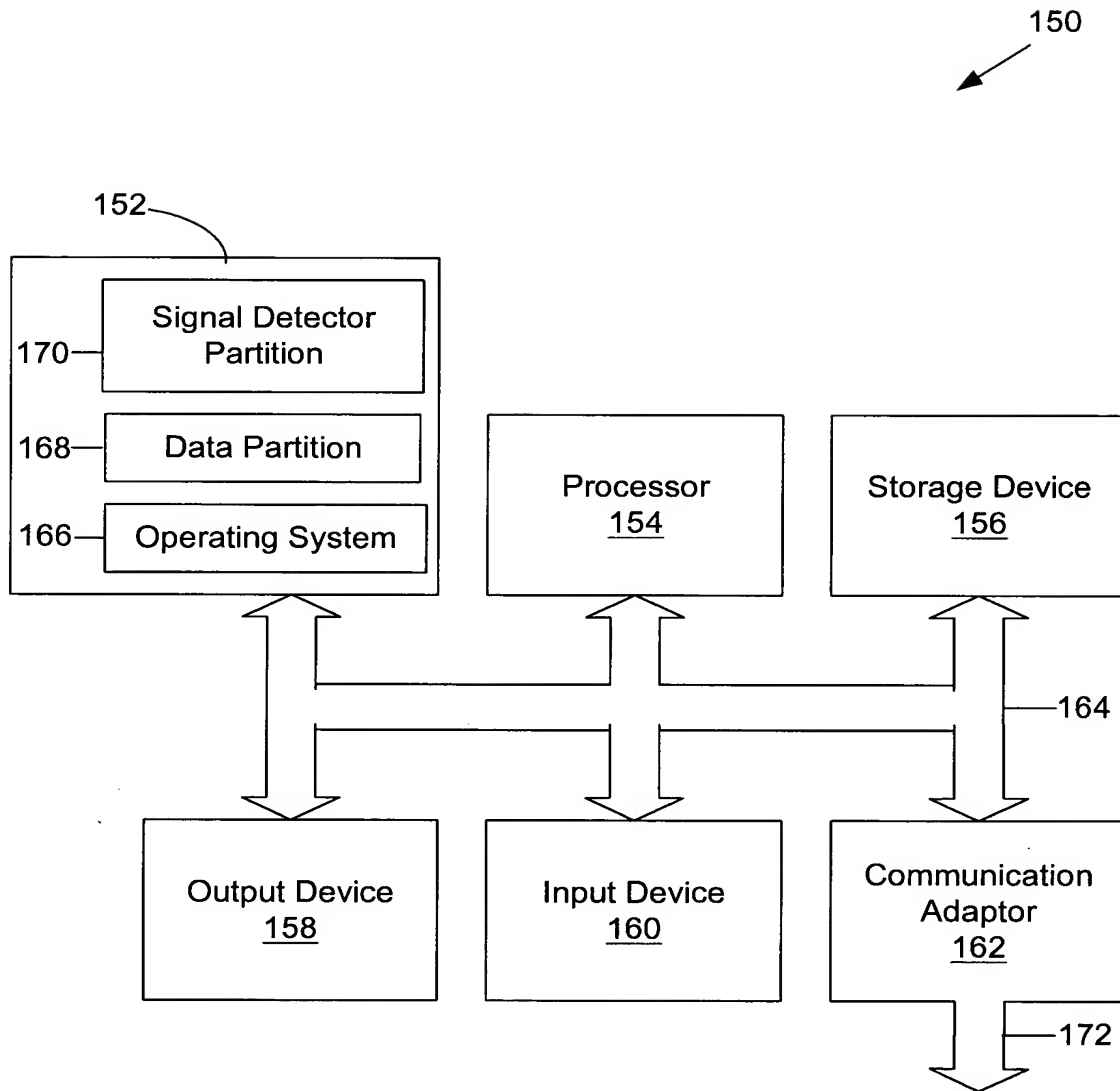 150
152
Signal Detector
Partition
170
168
Data Partition
166
Operating System
Processor
154
Storage Device
156
164
Output Device
158
Input Device
160
Communication
Adaptor
162
172